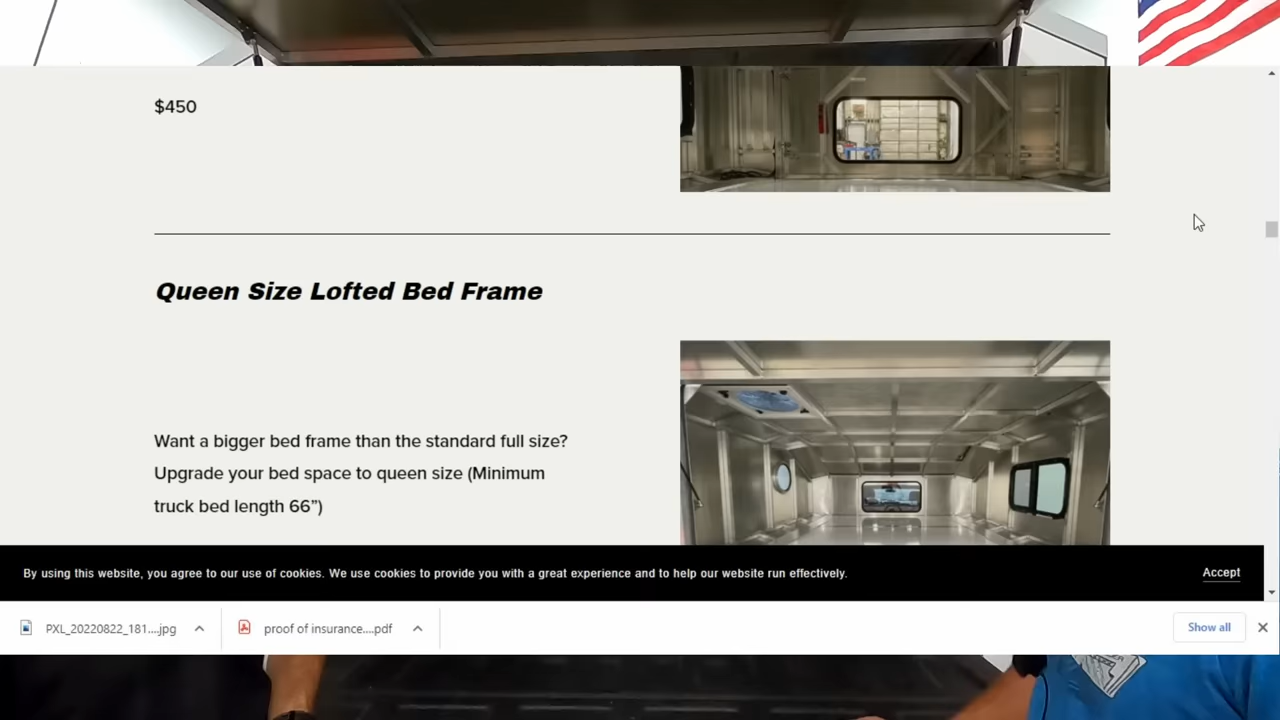 $450
Queen Size Lofted Bed Frame
Want a bigger bed frame than the standard full size?
Upgrade your bed space to queen size (Minimum
truck bed length 66”)
By using this website, you agree to our use of cookies. We use cookies to provide you with a great experience and to help our website run effectively.
Accept
PXL_20220822_181....jpg
proof of insurance....pdf
Show all